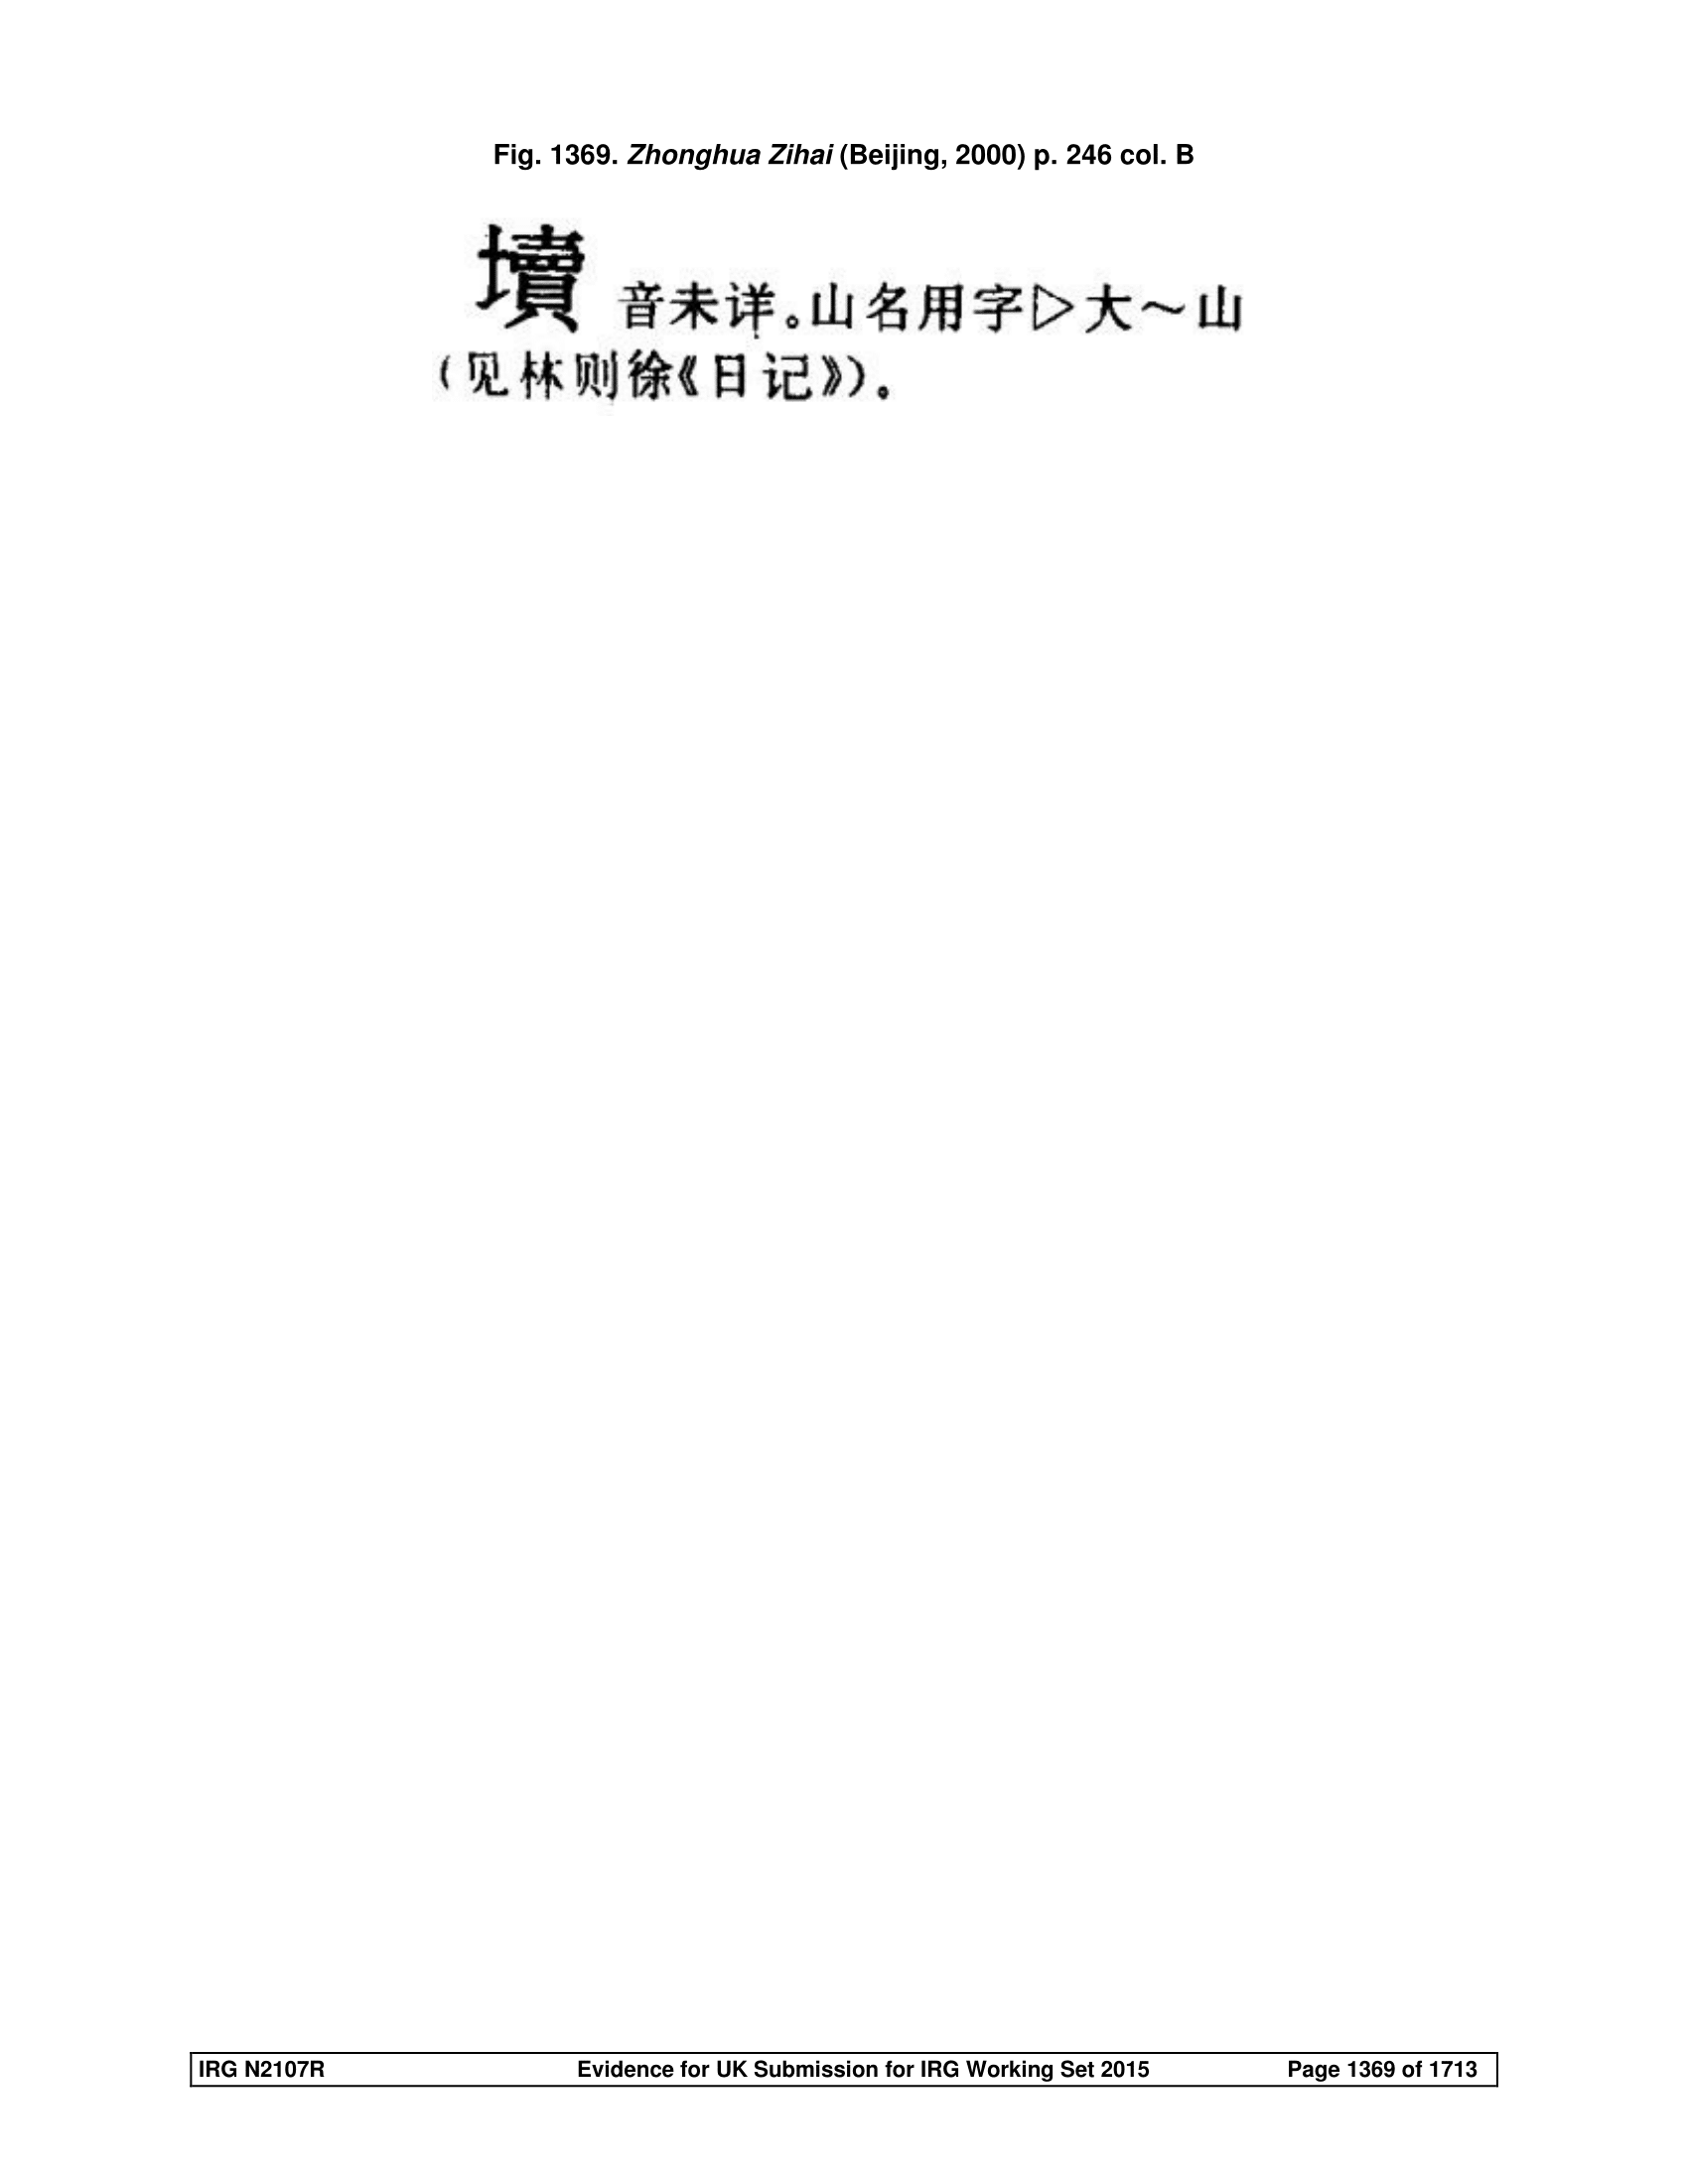 Fig. 1369. Zhonghua Zihai (Beijing, 2000) p. 246 col. B
音未详。山名用字▷大～山
(见林则徐《日记》)。
IRG N2107R Evidence for UK Submission for IRG Working Set 2015 Page 1369 of 1713